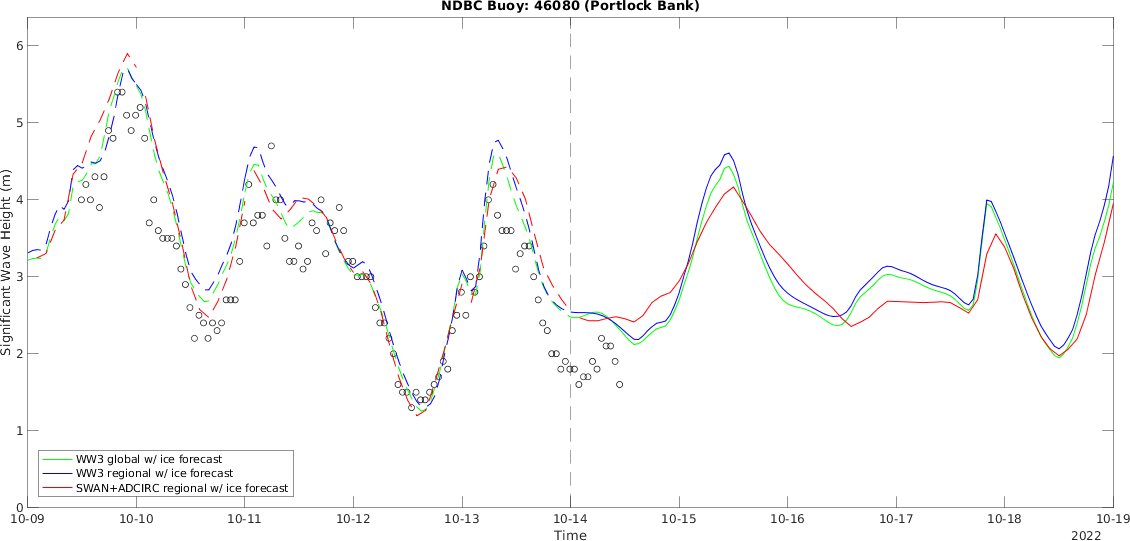 NDBC Buoy: 46080 (Portlock Bank)
Significant Wave Height (m)
6
5
4
3
2
1
0
WW3 global w/ ice forecast
WW3 regional w/ ice forecast
SWAN+ADCIRC regional w/ ice forecast
10-09 10-10 10-11 10-12 10-13 10-14 10-15 10-16 10-17 10-18 10-19
Time
2022